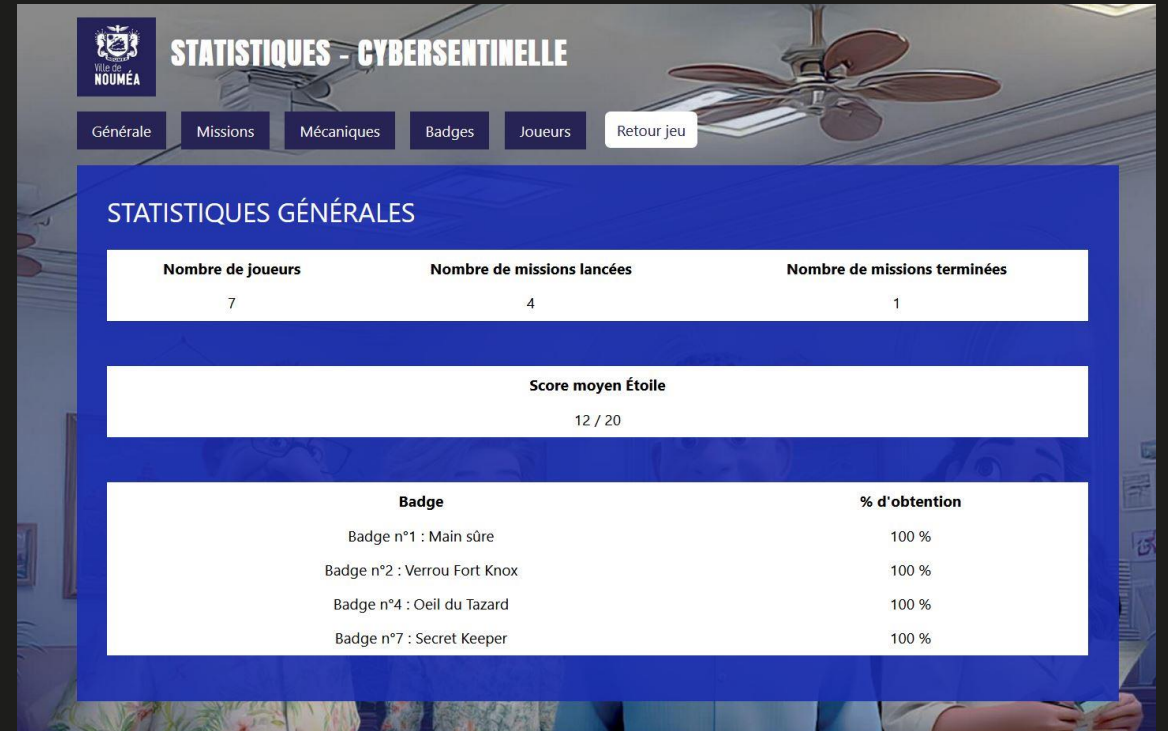 Ville de
NOUMÉA
STATISTIQUES - CYBERSENTINELLE
Générale Missions Mécaniques Badges Joueurs Retour jeu
STATISTIQUES GÉNÉRALES
Nombre de joueurs Nombre de missions lancées Nombre de missions terminées
7 4 1
Score moyen Étoile
12 / 20
Badge % d'obtention
Badge n°1 : Main sûre 100 %
Badge n°2 : Verrou Fort Knox 100 %
Badge n°4 : Oeil du Tazard 100 %
Badge n°7 : Secret Keeper 100 %